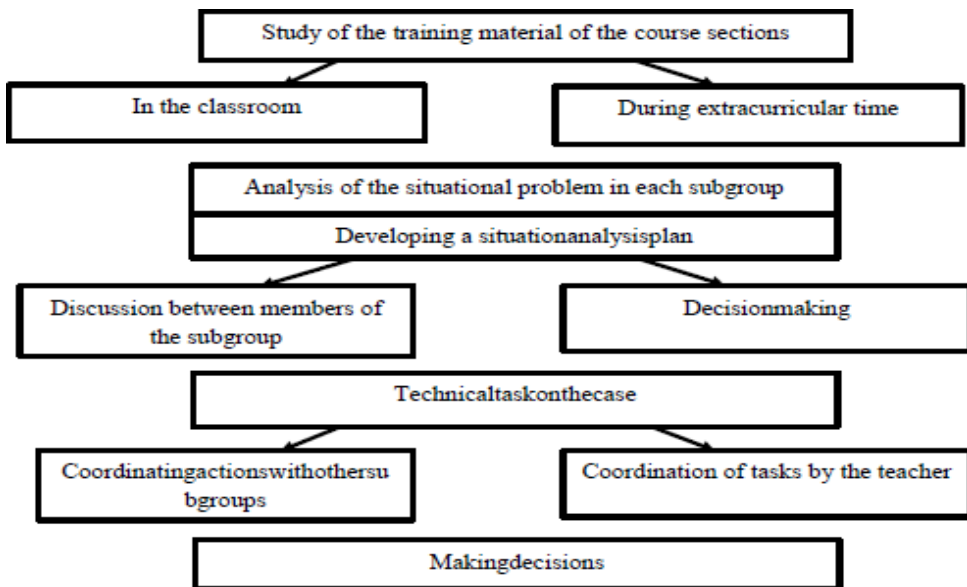 Study of the training material of the course sections
In the classroom
During extracurricular time
Analysis of the situational problem in each subgroup
Developing a situationanalysisplan
Discussion between members of
the subgroup
Decisionmaking
Technicaltaskonthecase
Coordinatingactionswithothersu
bgroups
Coordination of tasks by the teacher
Makingdecisions